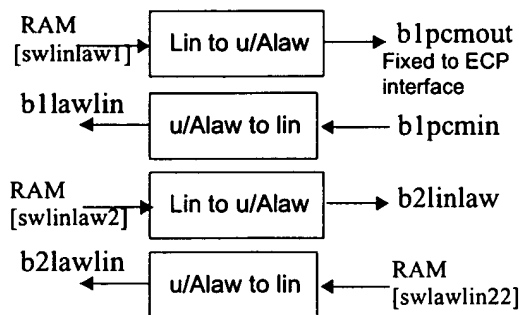 RAM
[swlinlaw1]
Lin to u/Alaw
b1pcmout
Fixed to ECP
interface
b1lawlin
u/Alaw to lin
b1pcmin
RAM
[swlinlaw2]
Lin to u/Alaw
b2linlaw
b2lawlin
u/Alaw to lin
RAM
[swlawlin22]